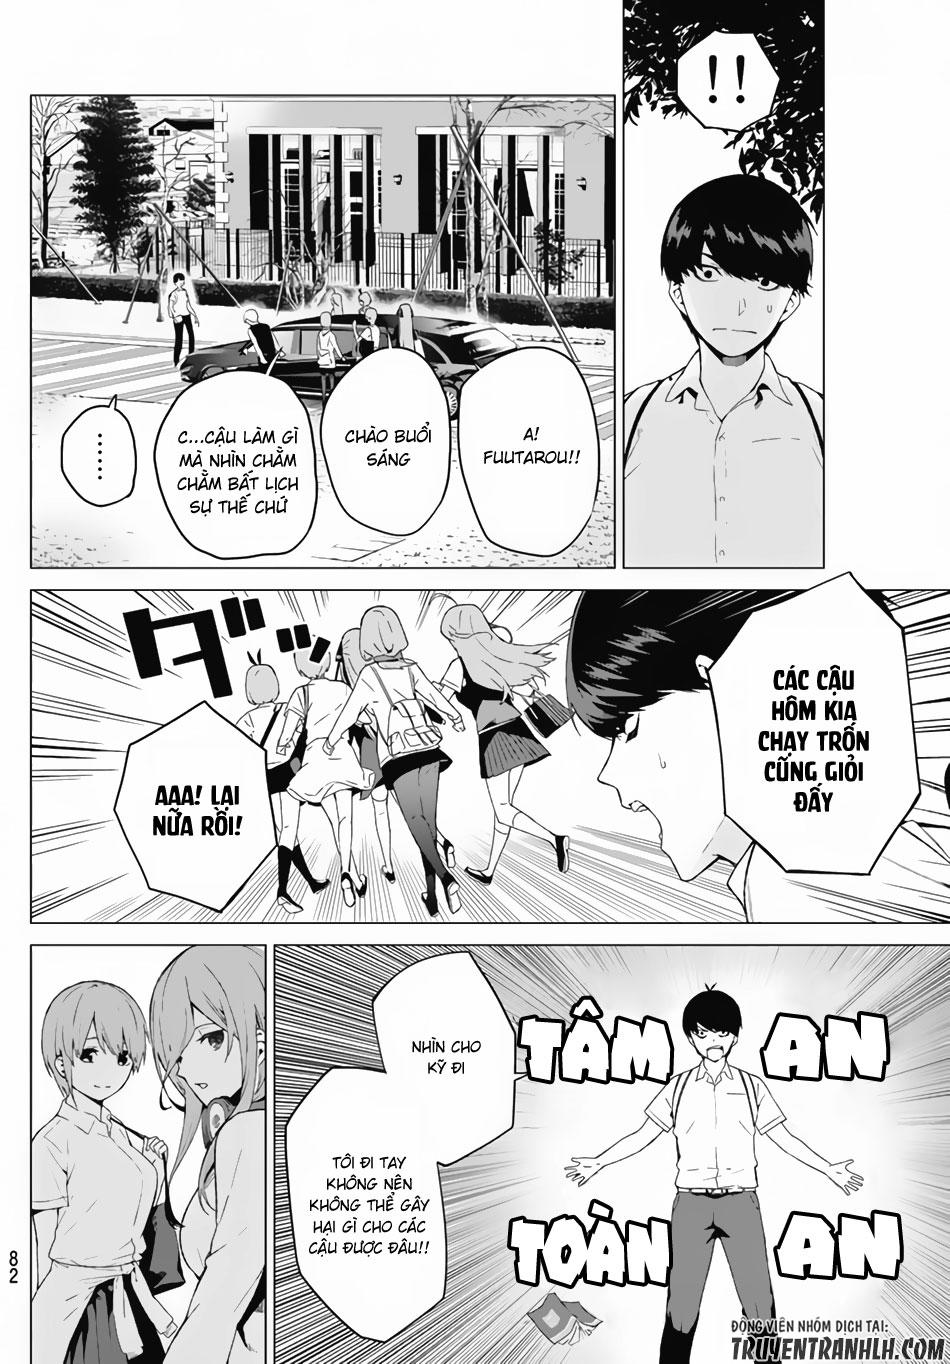 !!
A!
FUUTAROU!!
CHÀO BUỔI
SÁNG
C...CẬU LÀM GÌ
MÀ NHÌN CHẰM
CHẰM BẤT LỊCH
SỰ THẾ CHỨ
......
CÁC CẬU
HÔM KIA
CHẠY TRỐN
CŨNG GIỎI
ĐẤY
ダッ
AAA! LẠI
NỮA RỒI!
TÂM AN
TOÀN AN
NHÌN CHO
KỸ ĐI
TÔI ĐI TAY
KHÔNG NÊN
KHÔNG THỂ GÂY
HẠI GÌ CHO CÁC
CẬU ĐƯỢC ĐÂU!!
82
ĐỘNG VIÊN NHÓM DỊCH TẠI:
TRUYENTRANHLH.COM